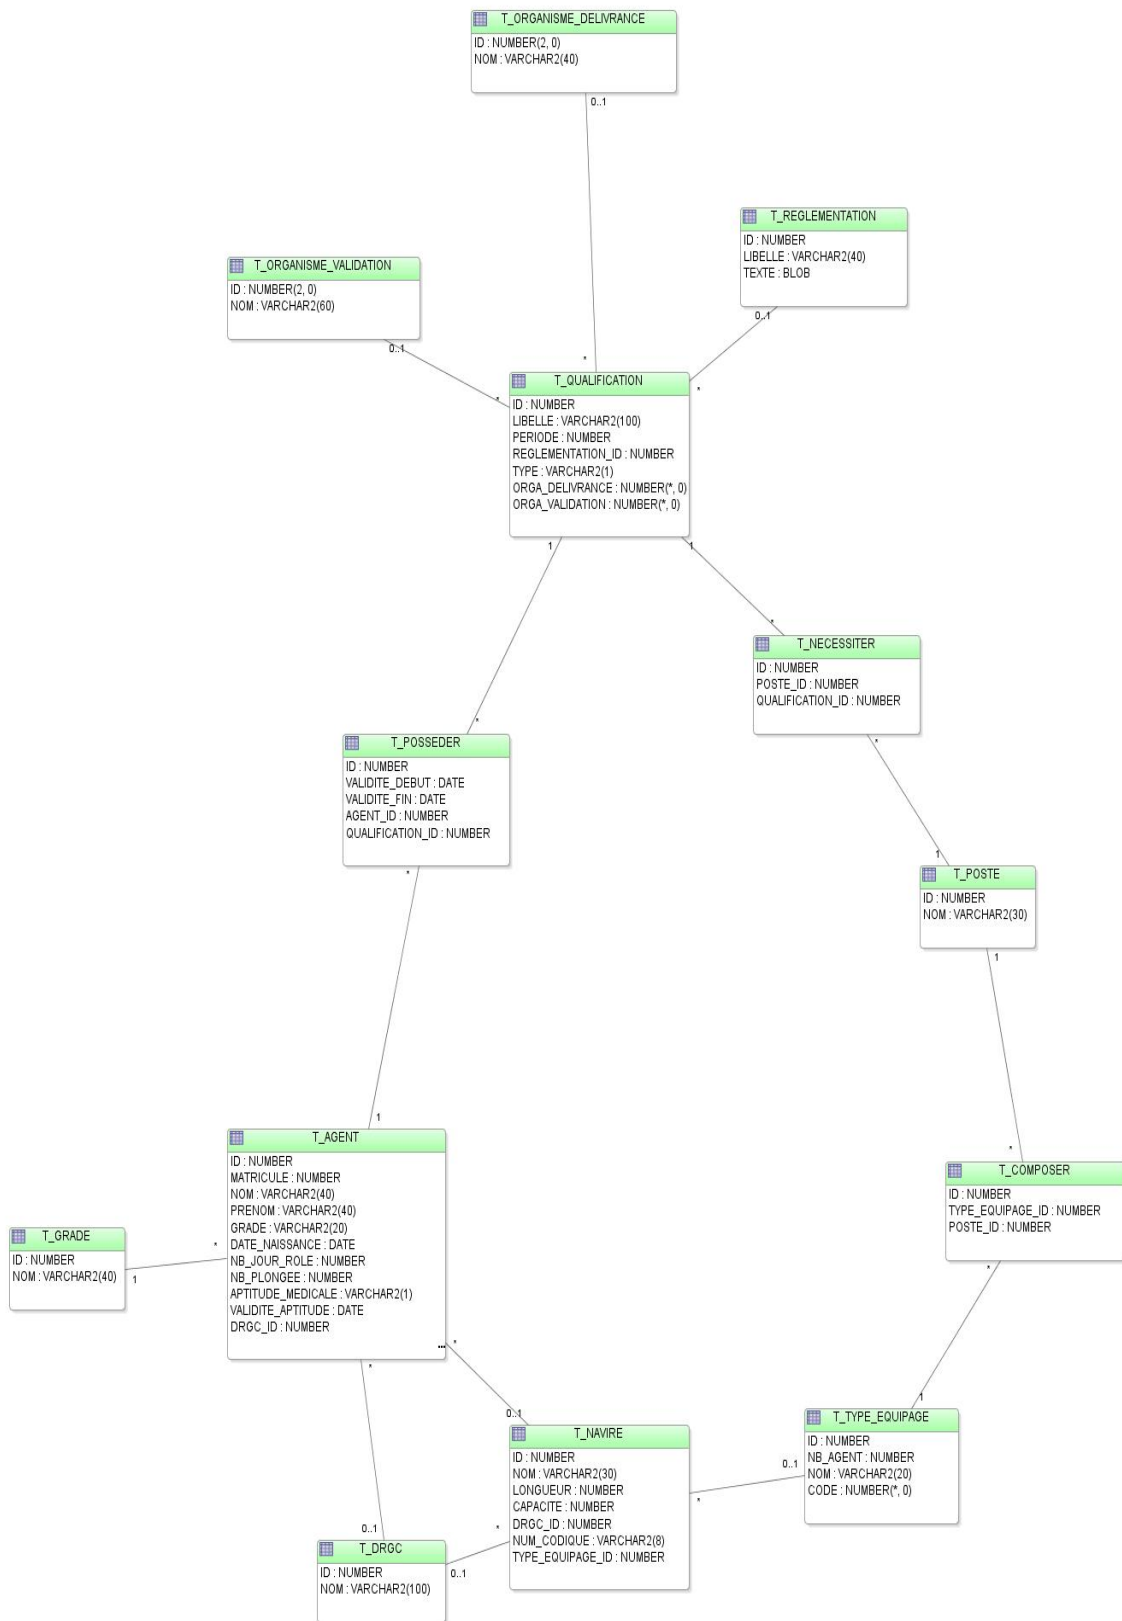 T_ORGANISME_DELIVRANCE
ID : NUMBER(2, 0)
NOM : VARCHAR2(40)
0..1
T_REGLEMENTATION
ID : NUMBER
LIBELLE : VARCHAR2(40)
TEXTE : BLOB
0..1
T_ORGANISME_VALIDATION
ID : NUMBER(2, 0)
NOM : VARCHAR2(60)
0..1
*
*
*
T_QUALIFICATION
ID : NUMBER
LIBELLE : VARCHAR2(100)
PERIODE : NUMBER
REGLEMENTATION_ID : NUMBER
TYPE : VARCHAR2(1)
ORGA_DELIVRANCE : NUMBER(*, 0)
ORGA_VALIDATION : NUMBER(*, 0)
1
1
*
T_NECESSITER
ID : NUMBER
POSTE_ID : NUMBER
QUALIFICATION_ID : NUMBER
*
*
T_POSSEDER
ID : NUMBER
VALIDITE_DEBUT : DATE
VALIDITE_FIN : DATE
AGENT_ID : NUMBER
QUALIFICATION_ID : NUMBER
*
1
T_POSTE
ID : NUMBER
NOM : VARCHAR2(30)
1
1
*
T_AGENT
ID : NUMBER
MATRICULE : NUMBER
NOM : VARCHAR2(40)
PRENOM : VARCHAR2(40)
GRADE : VARCHAR2(20)
DATE_NAISSANCE : DATE
NB_JOUR_ROLE : NUMBER
NB_PLONGEE : NUMBER
APTITUDE_MEDICALE : VARCHAR2(1)
VALIDITE_APTITUDE : DATE
DRGC_ID : NUMBER
...
T_COMPOSER
ID : NUMBER
TYPE_EQUIPAGE_ID : NUMBER
POSTE_ID : NUMBER
*
T_GRADE
ID : NUMBER
NOM : VARCHAR2(40)
1
*
*
*
0..1
1
T_TYPE_EQUIPAGE
ID : NUMBER
NB_AGENT : NUMBER
NOM : VARCHAR2(20)
CODE : NUMBER(*, 0)
0..1
T_NAVIRE
ID : NUMBER
NOM : VARCHAR2(30)
LONGUEUR : NUMBER
CAPACITE : NUMBER
DRGC_ID : NUMBER
NUM_CODIQUE : VARCHAR2(8)
TYPE_EQUIPAGE_ID : NUMBER
*
*
0..1
0..1
T_DRGC
ID : NUMBER
NOM : VARCHAR2(100)